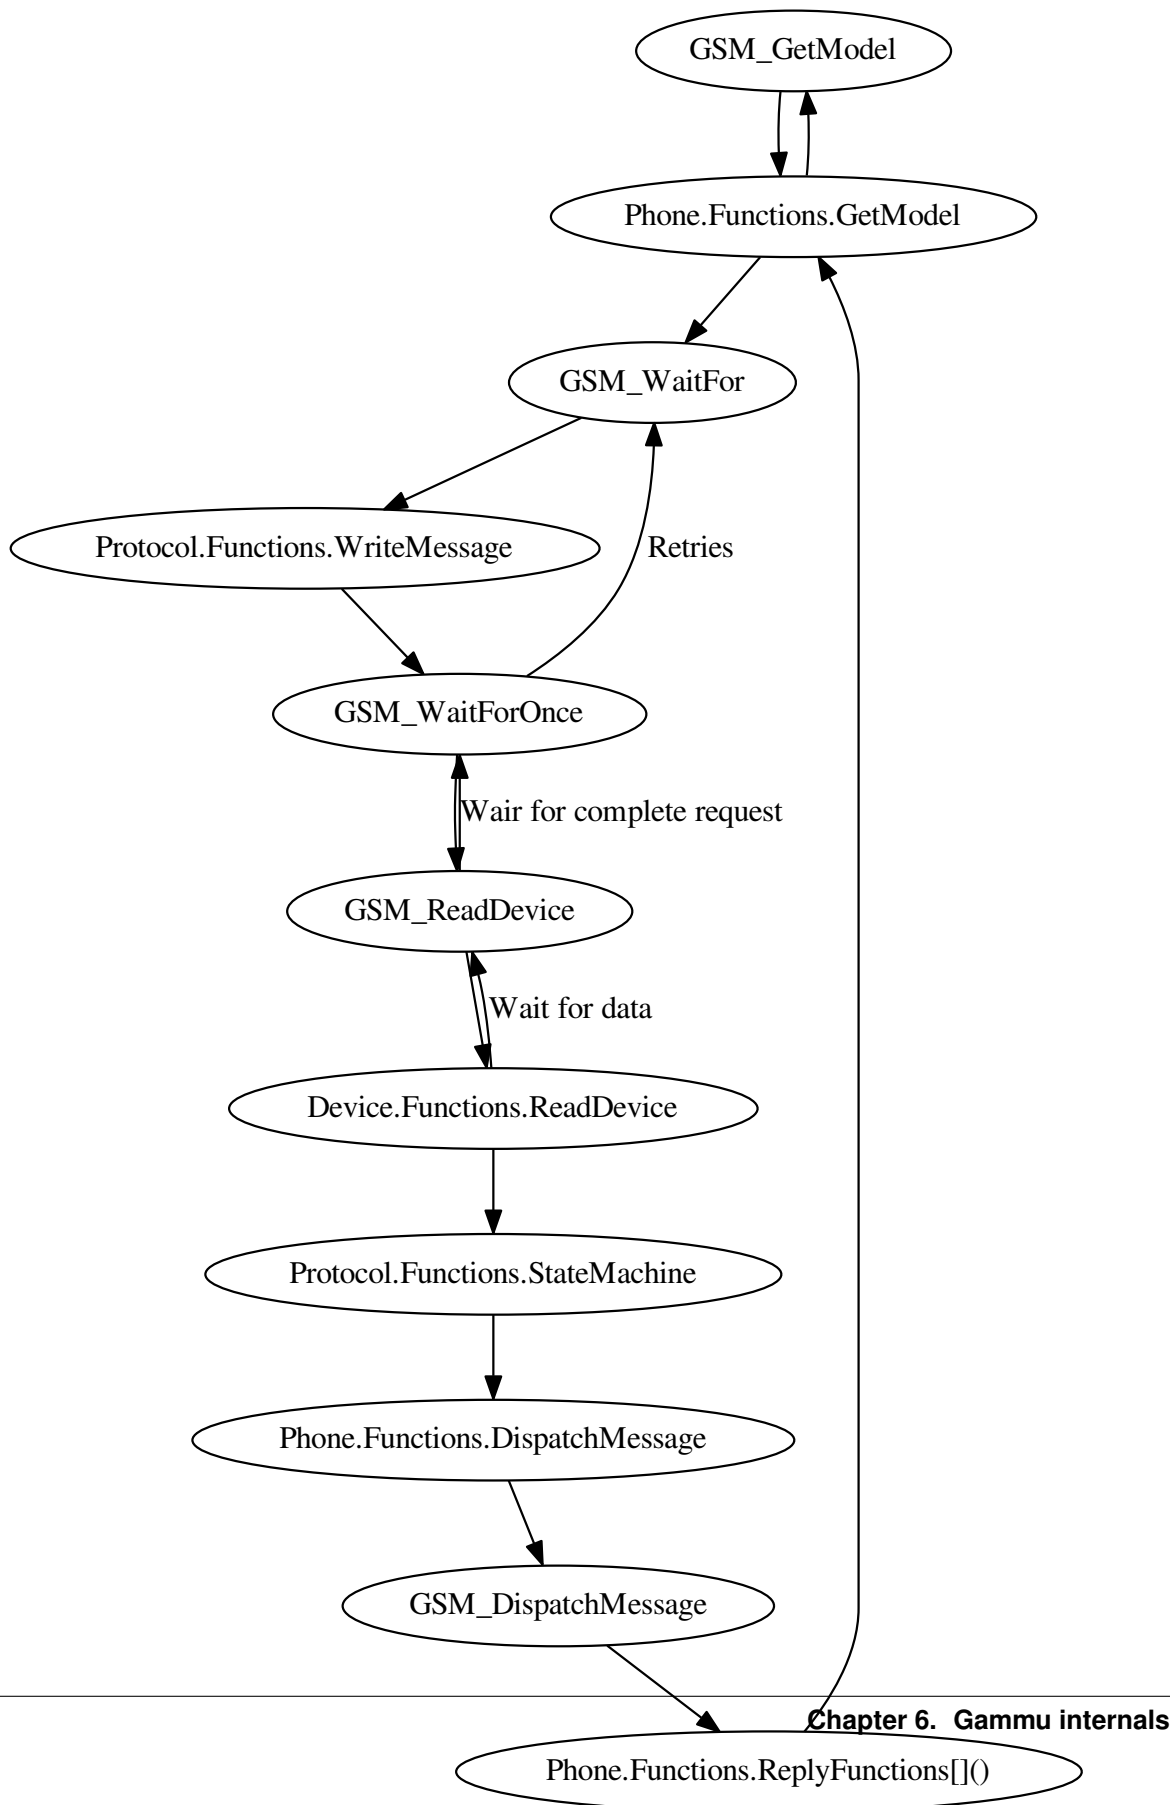 GSM_GetModel
Phone.Functions.GetModel
GSM_WaitFor
Protocol.Functions.WriteMessage
Retries
GSM_WaitForOnce
Wair for complete request
GSM_ReadDevice
Wait for data
Device.Functions.ReadDevice
Protocol.Functions.StateMachine
Phone.Functions.DispatchMessage
GSM_DispatchMessage
Chapter 6. Gammu internals
Phone.Functions.ReplyFunctions[]()